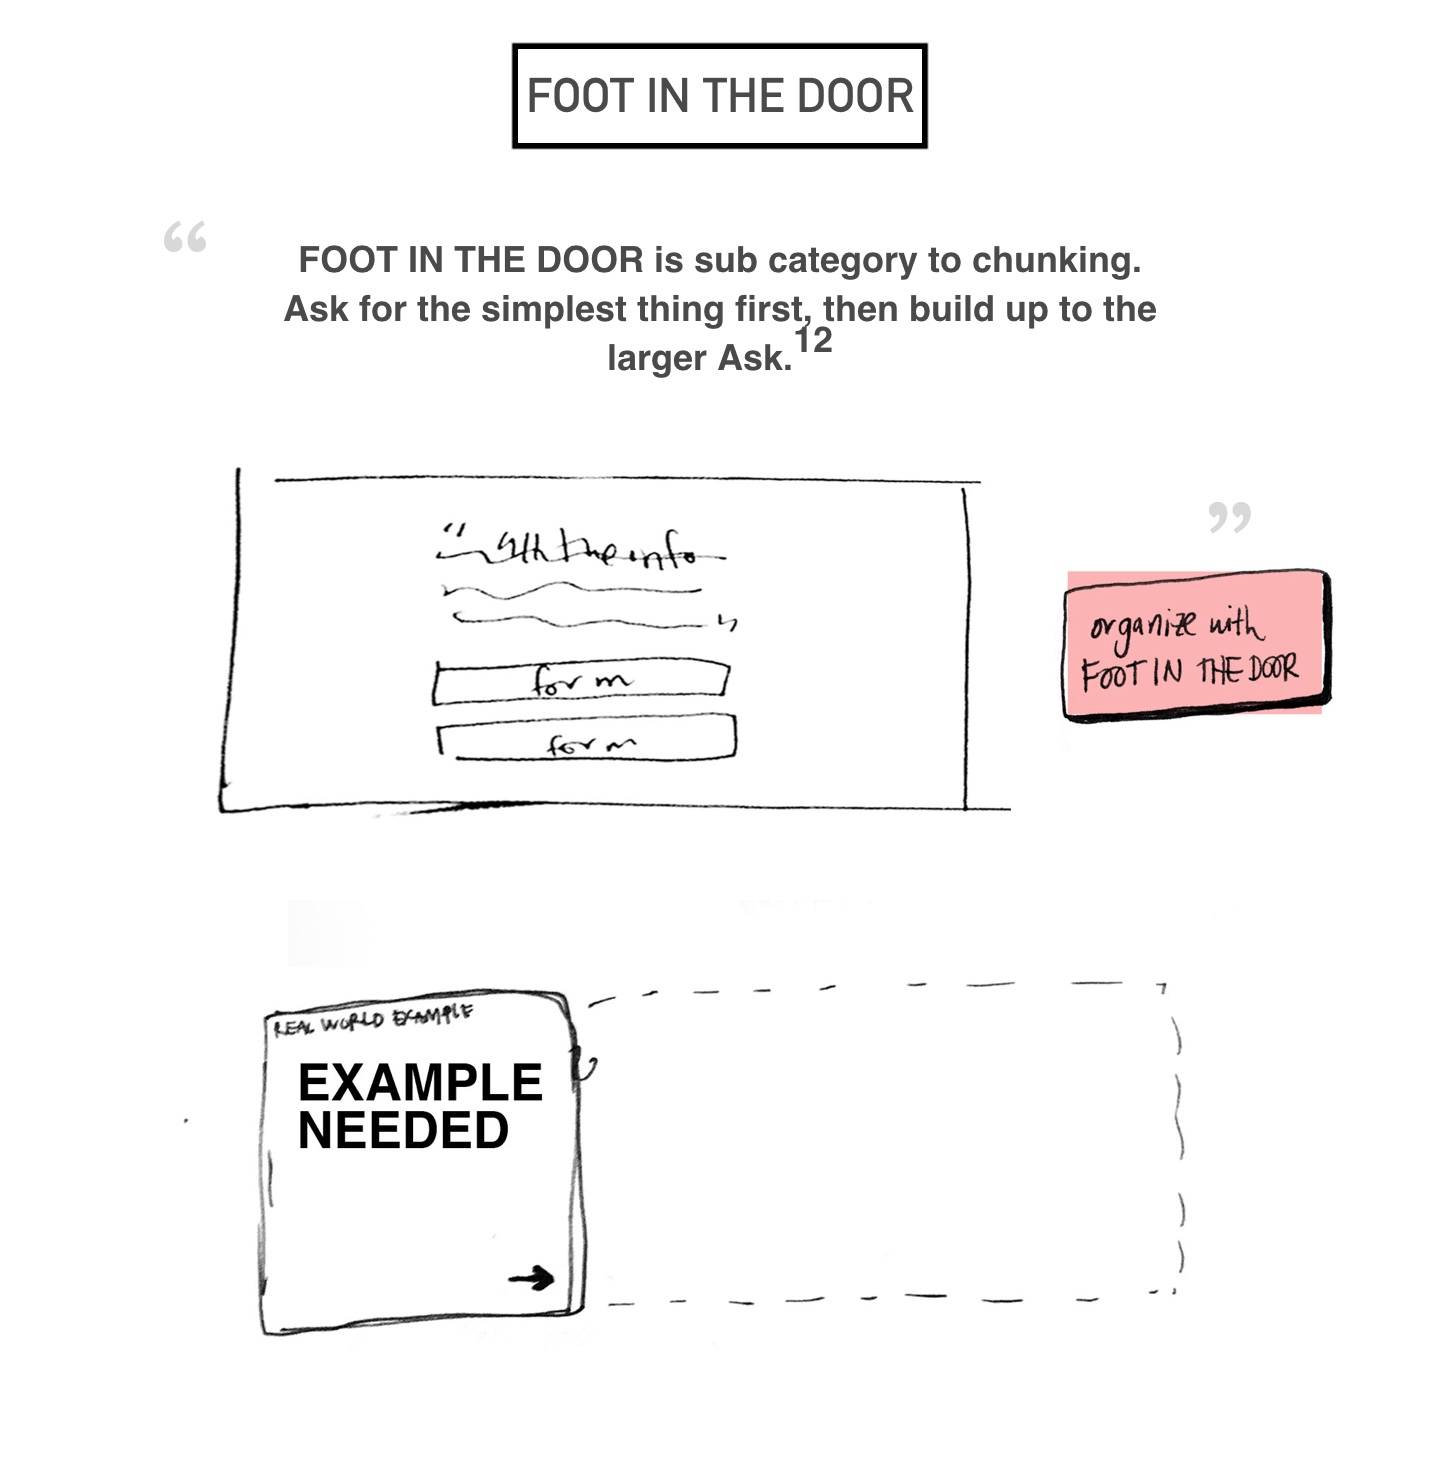 FOOT IN THE DOOR
“
FOOT IN THE DOOR is sub category to chunking.
Ask for the simplest thing first, then build up to the
larger Ask.12
the info
form
form
”
organize with
FOOT IN THE DOOR
REAL WORLD EXAMPLE
EXAMPLE
NEEDED